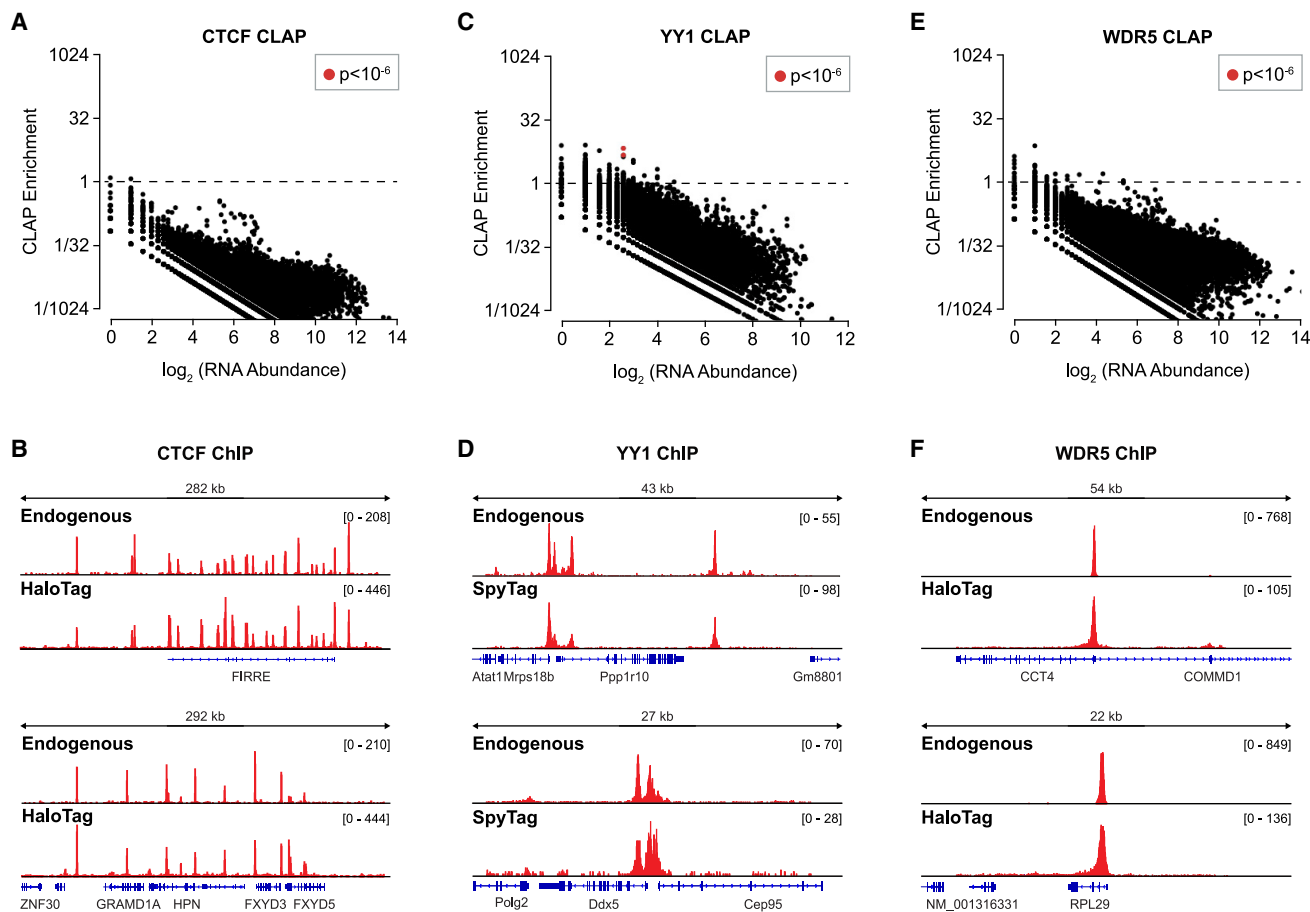 A
CTCF CLAP
1024
32
1
1/32
1/1024
CLAP Enrichment
p<10⁻⁶
0 2 4 6 8 10 12 14
log₂ (RNA Abundance)
C
YY1 CLAP
1024
32
1
1/32
1/1024
CLAP Enrichment
p<10⁻⁶
0 2 4 6 8 10 12
log₂ (RNA Abundance)
E
WDR5 CLAP
1024
32
1
1/32
1/1024
CLAP Enrichment
p<10⁻⁶
0 2 4 6 8 10 12 14
log₂ (RNA Abundance)
B
CTCF ChIP
282 kb
Endogenous [0 - 208]
HaloTag [0 - 446]
FIRRE
292 kb
Endogenous [0 - 210]
HaloTag [0 - 444]
ZNF30 GRAMD1A HPN FXYD3 FXYD5
D
YY1 ChIP
43 kb
Endogenous [0 - 55]
SpyTag [0 - 98]
Atat1 Mrps18b Ppp1r10 Gm8801
27 kb
Endogenous [0 - 70]
SpyTag [0 - 28]
Polg2 Ddx5 Cep95
F
WDR5 ChIP
54 kb
Endogenous [0 - 768]
HaloTag [0 - 105]
CCT4 COMMD1
22 kb
Endogenous [0 - 849]
HaloTag [0 - 136]
NM_001316331 RPL29